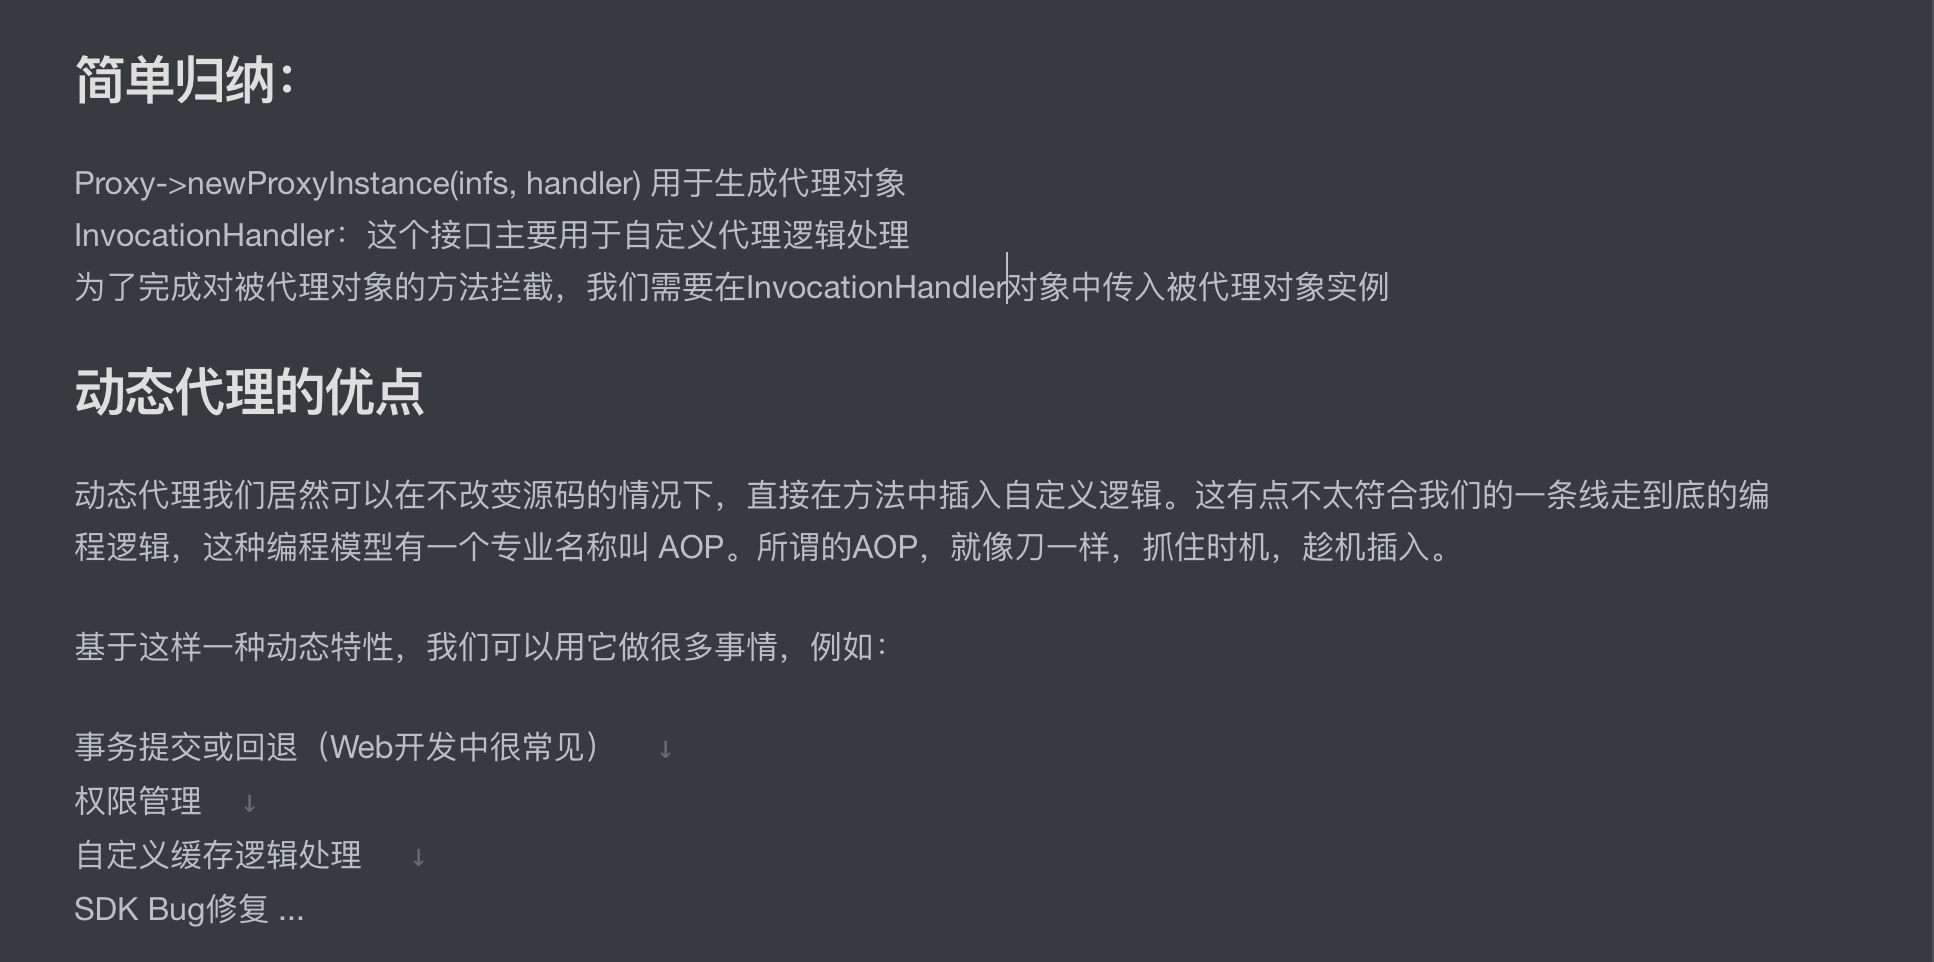 简单归纳：
Proxy->newProxyInstance(infs, handler) 用于生成代理对象
InvocationHandler：这个接口主要用于自定义代理逻辑处理
为了完成对被代理对象的方法拦截，我们需要在InvocationHandler对象中传入被代理对象实例
动态代理的优点
动态代理我们居然可以在不改变源码的情况下，直接在方法中插入自定义逻辑。这有点不太符合我们的一条线走到底的编
程逻辑，这种编程模型有一个专业名称叫 AOP。所谓的AOP，就像刀一样，抓住时机，趁机插入。
基于这样一种动态特性，我们可以用它做很多事情，例如：
事务提交或回退（Web开发中很常见） ↓
权限管理 ↓
自定义缓存逻辑处理 ↓
SDK Bug修复 ...